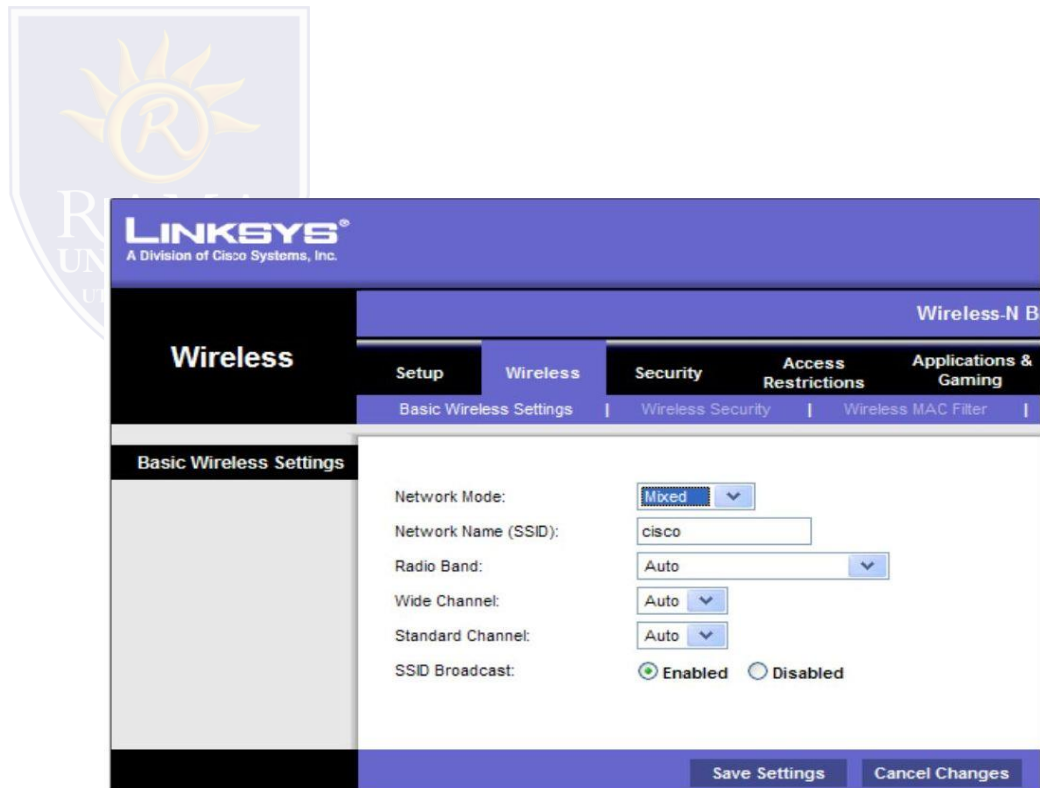 R
UN
UT
LINKSYS®
A Division of Cisco Systems, Inc.
Wireless-N B
Wireless
Setup Wireless Security Access Restrictions Applications & Gaming
Basic Wireless Settings | Wireless Security | Wireless MAC Filter |
Basic Wireless Settings
Network Mode: Mixed
Network Name (SSID): cisco
Radio Band: Auto
Wide Channel: Auto
Standard Channel: Auto
SSID Broadcast: Enabled Disabled
Save Settings Cancel Changes